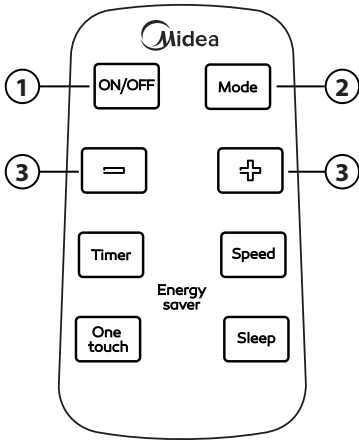 Midea
1
ON/OFF
Mode
2
3
3
Timer
Speed
Energy
saver
One
touch
Sleep